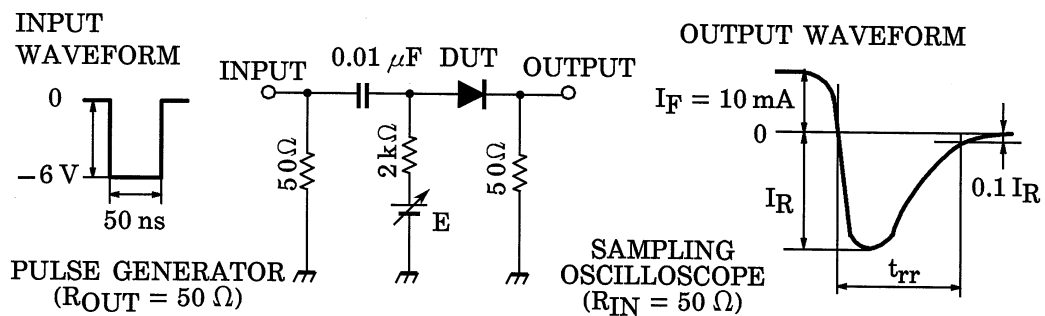 INPUT
WAVEFORM
0
−6 V
50 ns
PULSE GENERATOR
(ROUT = 50 Ω)
INPUT
0.01 μF
DUT
OUTPUT
50Ω
2kΩ
E
50Ω
SAMPLING
OSCILLOSCOPE
(RIN = 50 Ω)
OUTPUT WAVEFORM
IF = 10 mA
0
IR
0.1 IR
trr